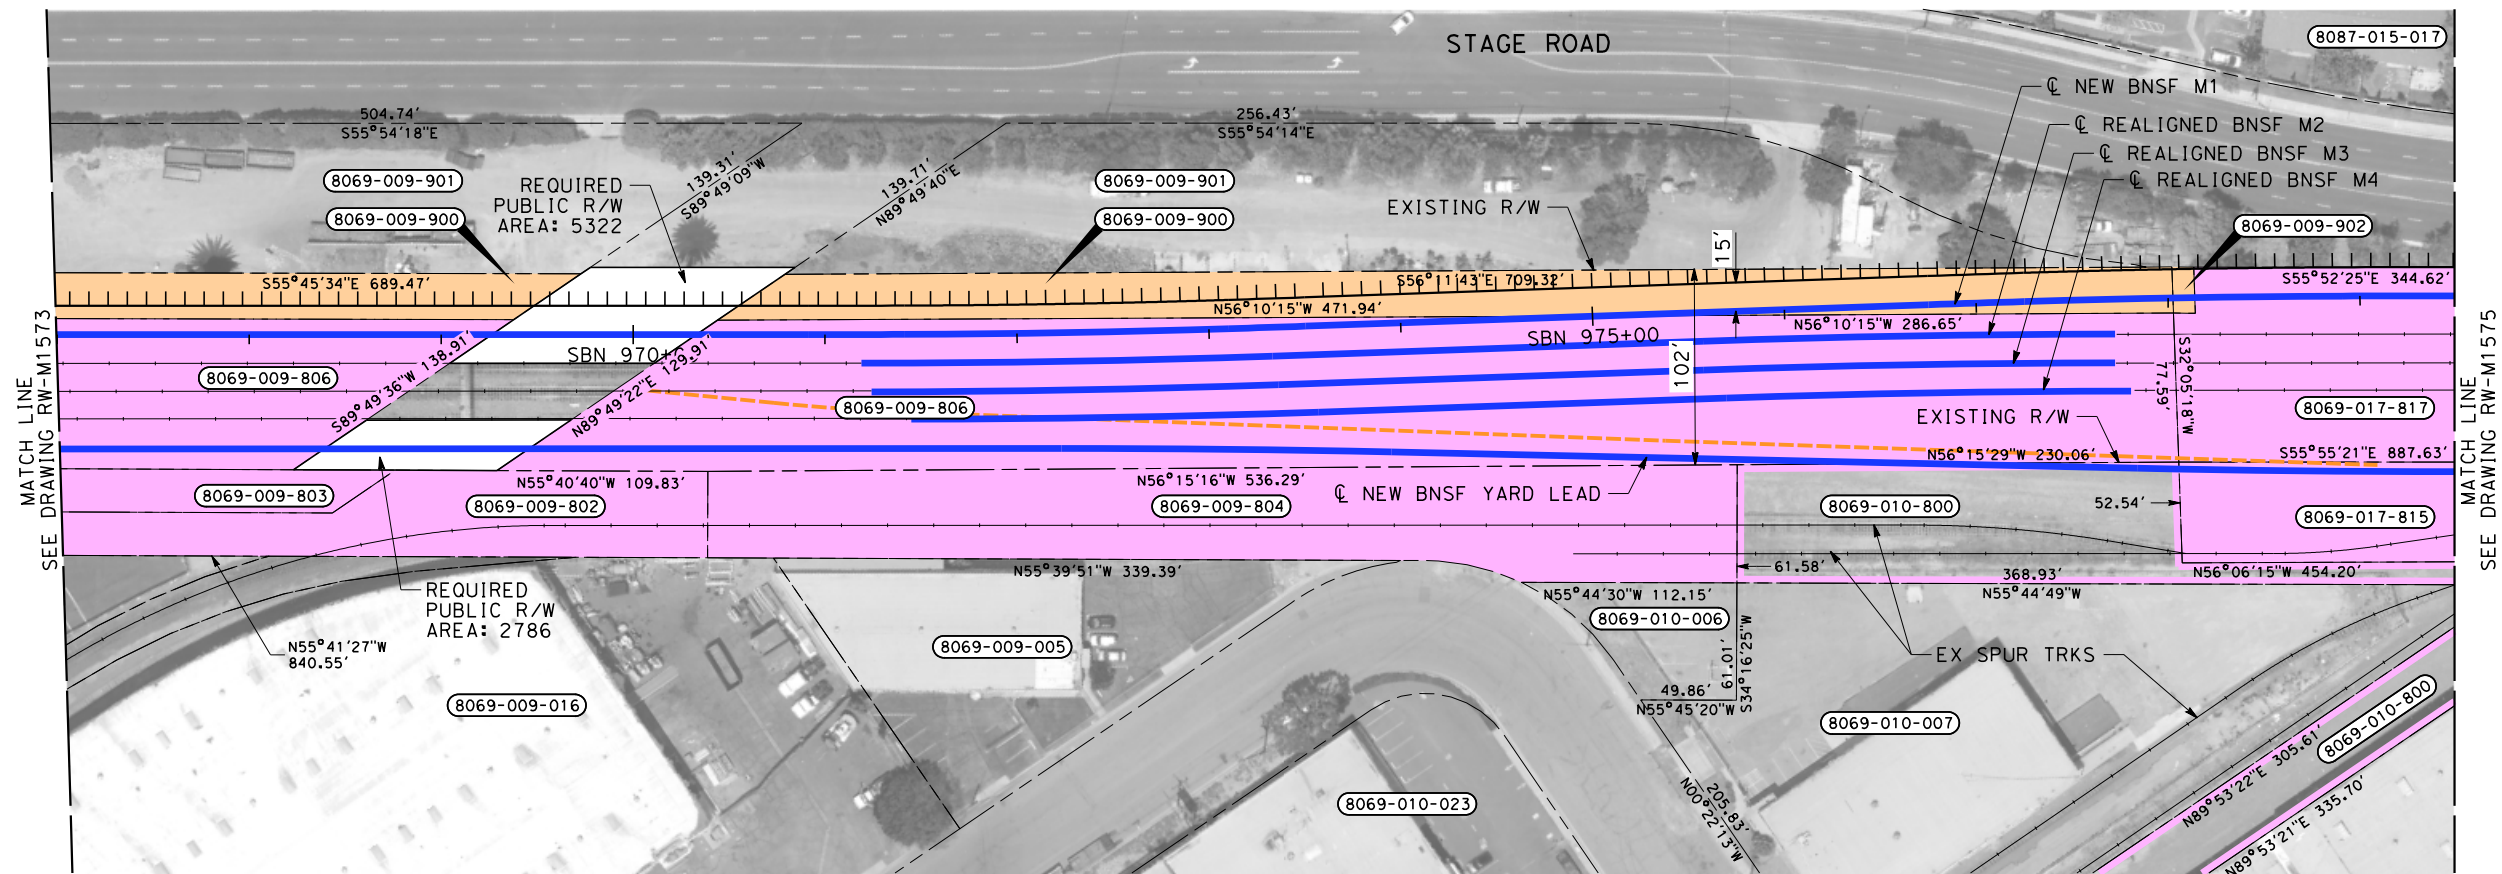 STAGE ROAD
8087-015-017
℄ NEW BNSF M1
℄ REALIGNED BNSF M2
℄ REALIGNED BNSF M3
℄ REALIGNED BNSF M4
504.74'
S55°54'18"E
256.43'
S55°54'14"E
139.31'
S89°49'09"W
139.71'
N89°49'40"E
8069-009-901
8069-009-900
REQUIRED
PUBLIC R/W
AREA: 5322
8069-009-901
8069-009-900
EXISTING R/W
15'
8069-009-902
S55°45'34"E 689.47'
S56°11'43"E 709.32'
S55°52'25"E 344.62'
N56°10'15"W 471.94'
N56°10'15"W 286.65'
SBN 970+
SBN 975+00
102'
S89°49'36"W 138.91'
N89°49'22"E 129.91'
8069-009-806
8069-009-806
S32°05'18"W
77.59'
8069-017-817
EXISTING R/W
MATCH LINE
SEE DRAWING RW-M1573
MATCH LINE
SEE DRAWING RW-M1575
N56°15'29"W 230.06'
S55°55'21"E 887.63'
N55°40'40"W 109.83'
N56°15'16"W 536.29'
℄ NEW BNSF YARD LEAD
8069-009-803
8069-009-802
8069-009-804
8069-010-800
52.54'
8069-017-815
61.58'
N55°39'51"W 339.39'
368.93'
N55°44'49"W
N56°06'15"W 454.20'
N55°44'30"W 112.15'
8069-010-006
REQUIRED
PUBLIC R/W
AREA: 2786
N55°41'27"W
840.55'
8069-009-005
61.01'
S34°16'25"W
EX SPUR TRKS
49.86'
N55°45'20"W
8069-009-016
8069-010-007
8069-010-800
N89°53'22"E 305.61'
8069-010-023
205.83'
N00°22'13"W
N89°53'21"E 335.70'